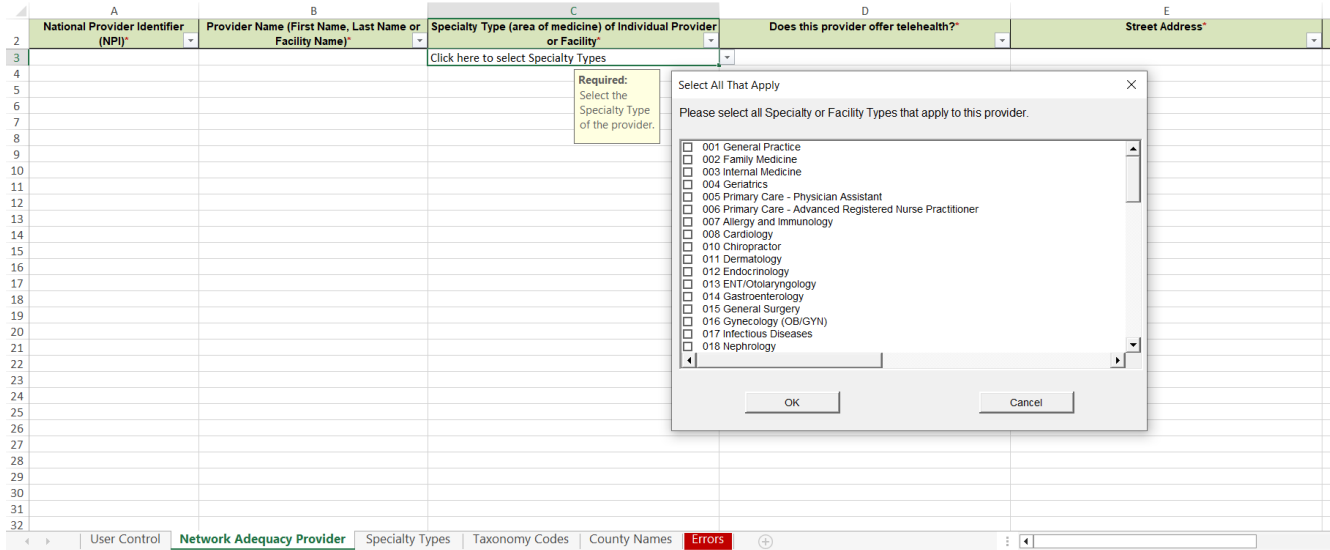 A B C D E
National Provider Identifier (NPI)*
Provider Name (First Name, Last Name or Facility Name)*
Specialty Type (area of medicine) of Individual Provider or Facility*
Does this provider offer telehealth?*
Street Address*
2
3 Click here to select Specialty Types
4
5
6
7
8
9
10
11
12
13
14
15
16
17
18
19
20
21
22
23
24
25
26
27
28
29
30
31
32
Required:
Select the
Specialty Type
of the provider.
Select All That Apply
Please select all Specialty or Facility Types that apply to this provider.
001 General Practice
002 Family Medicine
003 Internal Medicine
004 Geriatrics
005 Primary Care - Physician Assistant
006 Primary Care - Advanced Registered Nurse Practitioner
007 Allergy and Immunology
008 Cardiology
010 Chiropractor
011 Dermatology
012 Endocrinology
013 ENT/Otolaryngology
014 Gastroenterology
015 General Surgery
016 Gynecology (OB/GYN)
017 Infectious Diseases
018 Nephrology
OK Cancel
User Control Network Adequacy Provider Specialty Types Taxonomy Codes County Names Errors